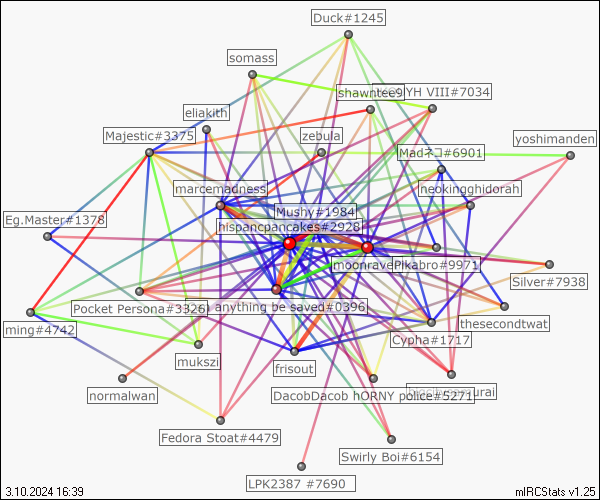 Duck#1245
somass
shawntee9
YH VIII#7034
eliakith
Majestic#3375
zebula
yoshimanden
Madネコ#6901
marcemadness
neokingghidorah
Mushy#1984
Eg.Master#1378
hispancpancakes#2928
moonrave
Pikabro#9971
Silver#7938
Pocket Persona#3326
anything be saved#0396
thesecondtwat
ming#4742
Cypha#1717
mukszi
frisout
normalwan
DacobDacob hORNY police#5271
Fedora Stoat#4479
Swirly Boi#6154
LPK2387 #7690
3.10.2024 16:39
mIRCStats v1.25